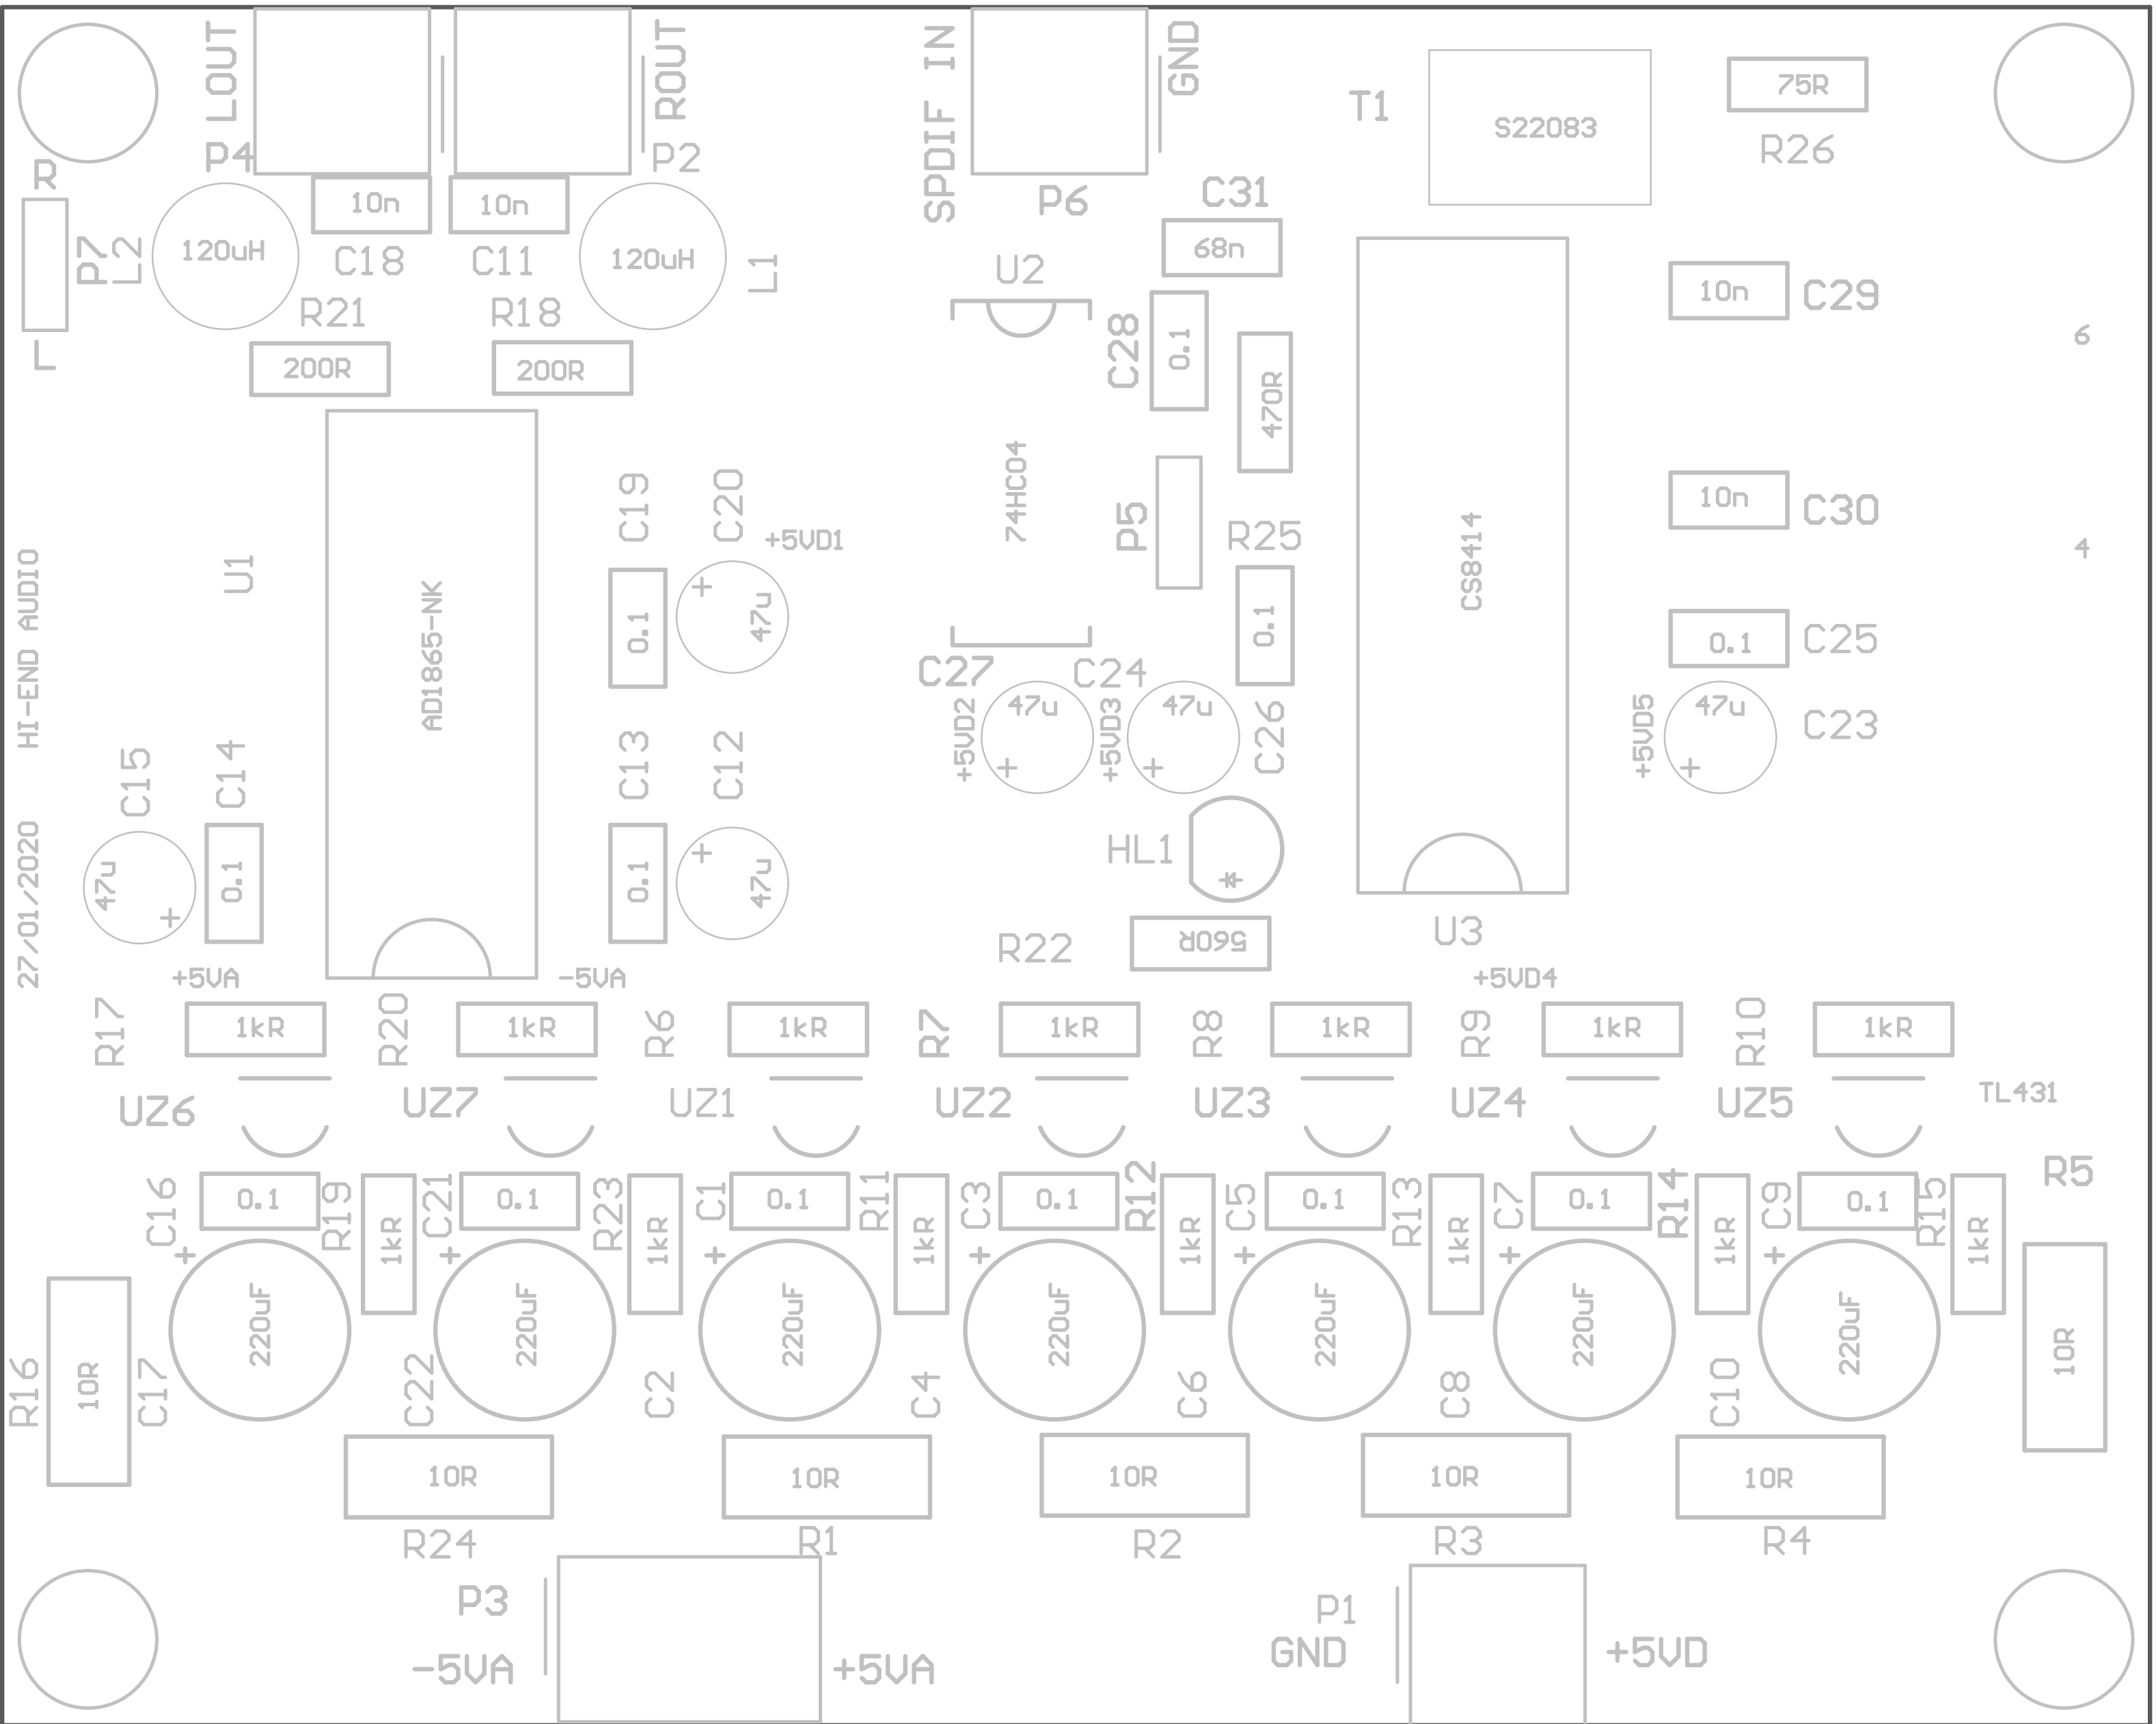 LOUT
ROUT
SPDIF IN
GND
T1
S22083
75R
R26
R
P4
P2
P6
C31
10n
10n
P7
L2
120uH
C18
C11
120uH
L1
U2
68n
10n
C29
R21
R18
C28
0.1
6
L
200R
200R
470R
C19
C20
74HC04
P5
R25
10n
C30
4
+5VD1
U1
AD1865-NK
0.1
47u
0.1
CS8414
0.1
C25
HI-END AUDIO
27/01/2020
C27
C24
+5VD2
47u
+5VD3
47u
C26
+5VD5
47u
C23
C15
C14
C13
C12
47u
0.1
0.1
47u
HL1
K
U3
R22
690R
+5VA
-5VA
+5VD4
R17
1kR
R20
1kR
R6
1kR
R7
1kR
R8
1kR
R9
1kR
R10
1kR
UZ6
UZ7
UZ1
UZ2
UZ3
UZ4
UZ5
TL431
C16
0.1
R19
1kR
C21
0.1
R23
1kR
C1
0.1
R11
1kR
C3
0.1
R12
1kR
C5
0.1
R13
1kR
C7
0.1
R14
1kR
C9
0.1
R15
1kR
R5
220uF
220uF
220uF
220uF
220uF
220uF
220uF
R16
10R
C17
C22
C2
C4
C6
C8
C10
10R
10R
10R
10R
10R
10R
R24
R1
R2
R3
R4
P3
P1
-5VA
+5VA
GND
+5VD